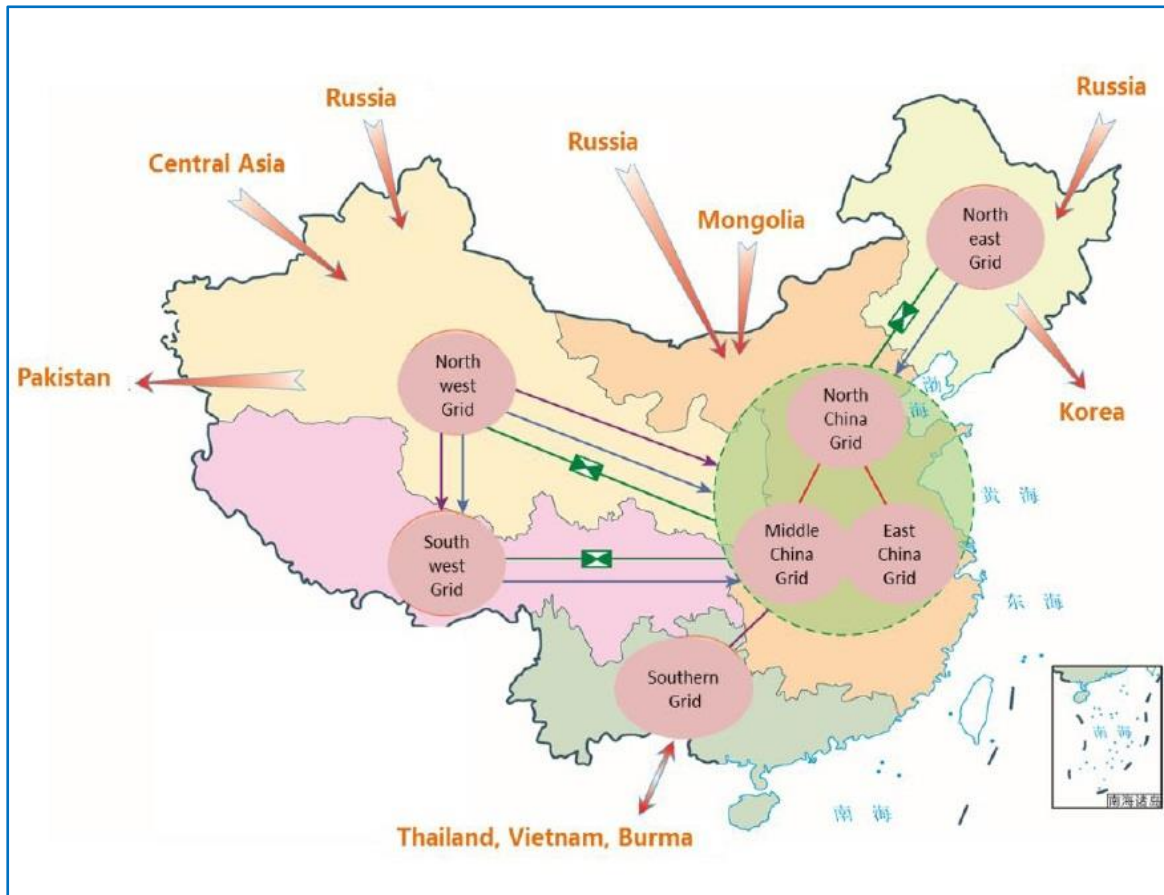 Russia
Russia
Russia
Central Asia
Mongolia
North
east
Grid
Pakistan
North
west
Grid
North
China
Grid
渤
海
Korea
黄 海
South
west
Grid
Middle
China
Grid
East
China
Grid
东 海
Southern
Grid
南 海
南 海
南海诸岛
Thailand, Vietnam, Burma